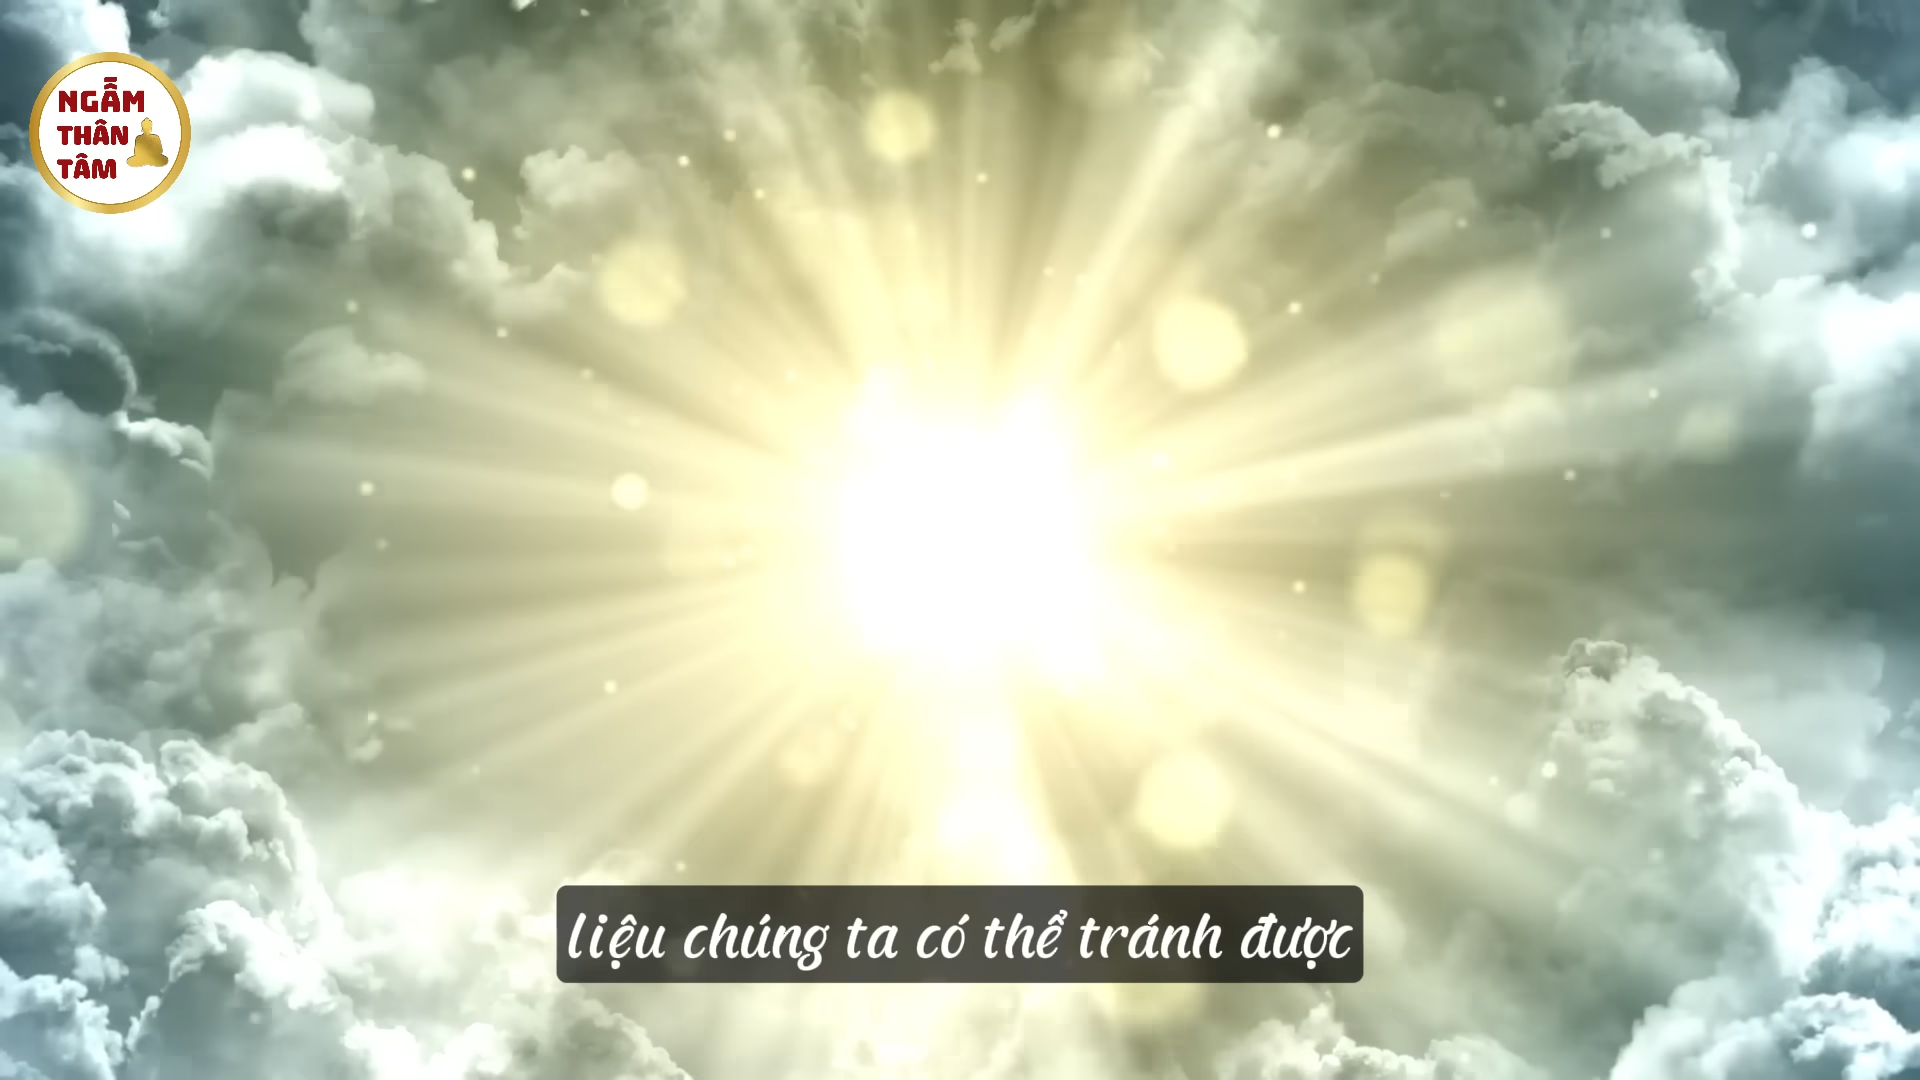 NGẪM
THÂN
TÂM
liệu chúng ta có thể tránh được